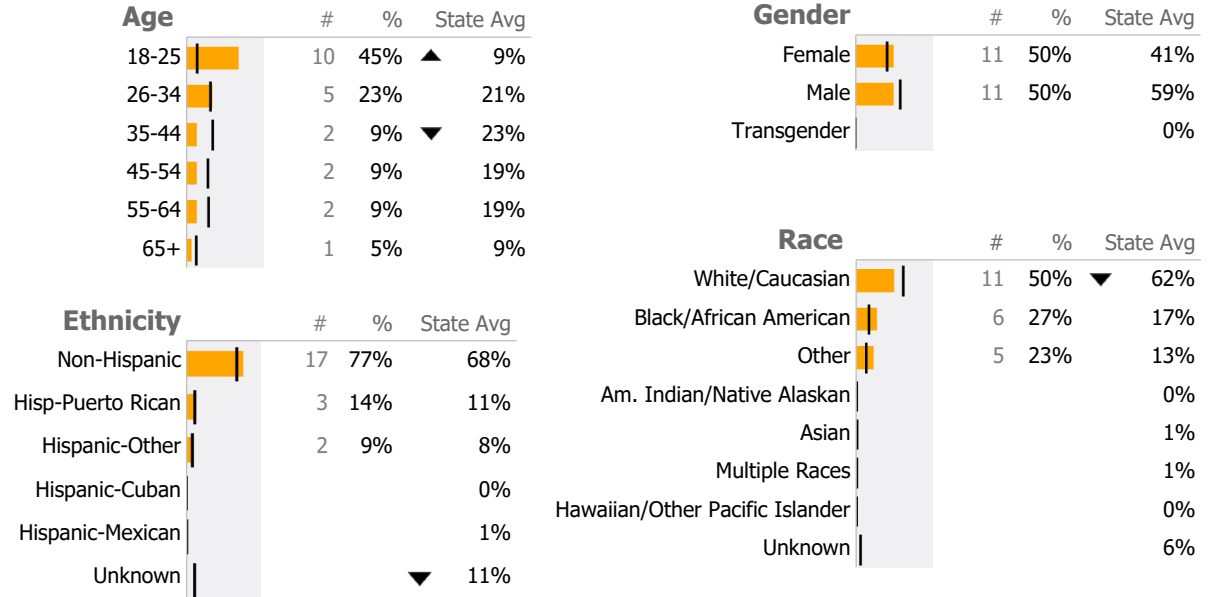 Age # % State Avg
18-25 10 45% ▲ 9%
26-34 5 23% 21%
35-44 2 9% ▼ 23%
45-54 2 9% 19%
55-64 2 9% 19%
65+ 1 5% 9%
Ethnicity # % State Avg
Non-Hispanic 17 77% 68%
Hisp-Puerto Rican 3 14% 11%
Hispanic-Other 2 9% 8%
Hispanic-Cuban 0%
Hispanic-Mexican 1%
Unknown ▼ 11%
Gender # % State Avg
Female 11 50% 41%
Male 11 50% 59%
Transgender 0%
Race # % State Avg
White/Caucasian 11 50% ▼ 62%
Black/African American 6 27% 17%
Other 5 23% 13%
Am. Indian/Native Alaskan 0%
Asian 1%
Multiple Races 1%
Hawaiian/Other Pacific Islander 0%
Unknown 6%